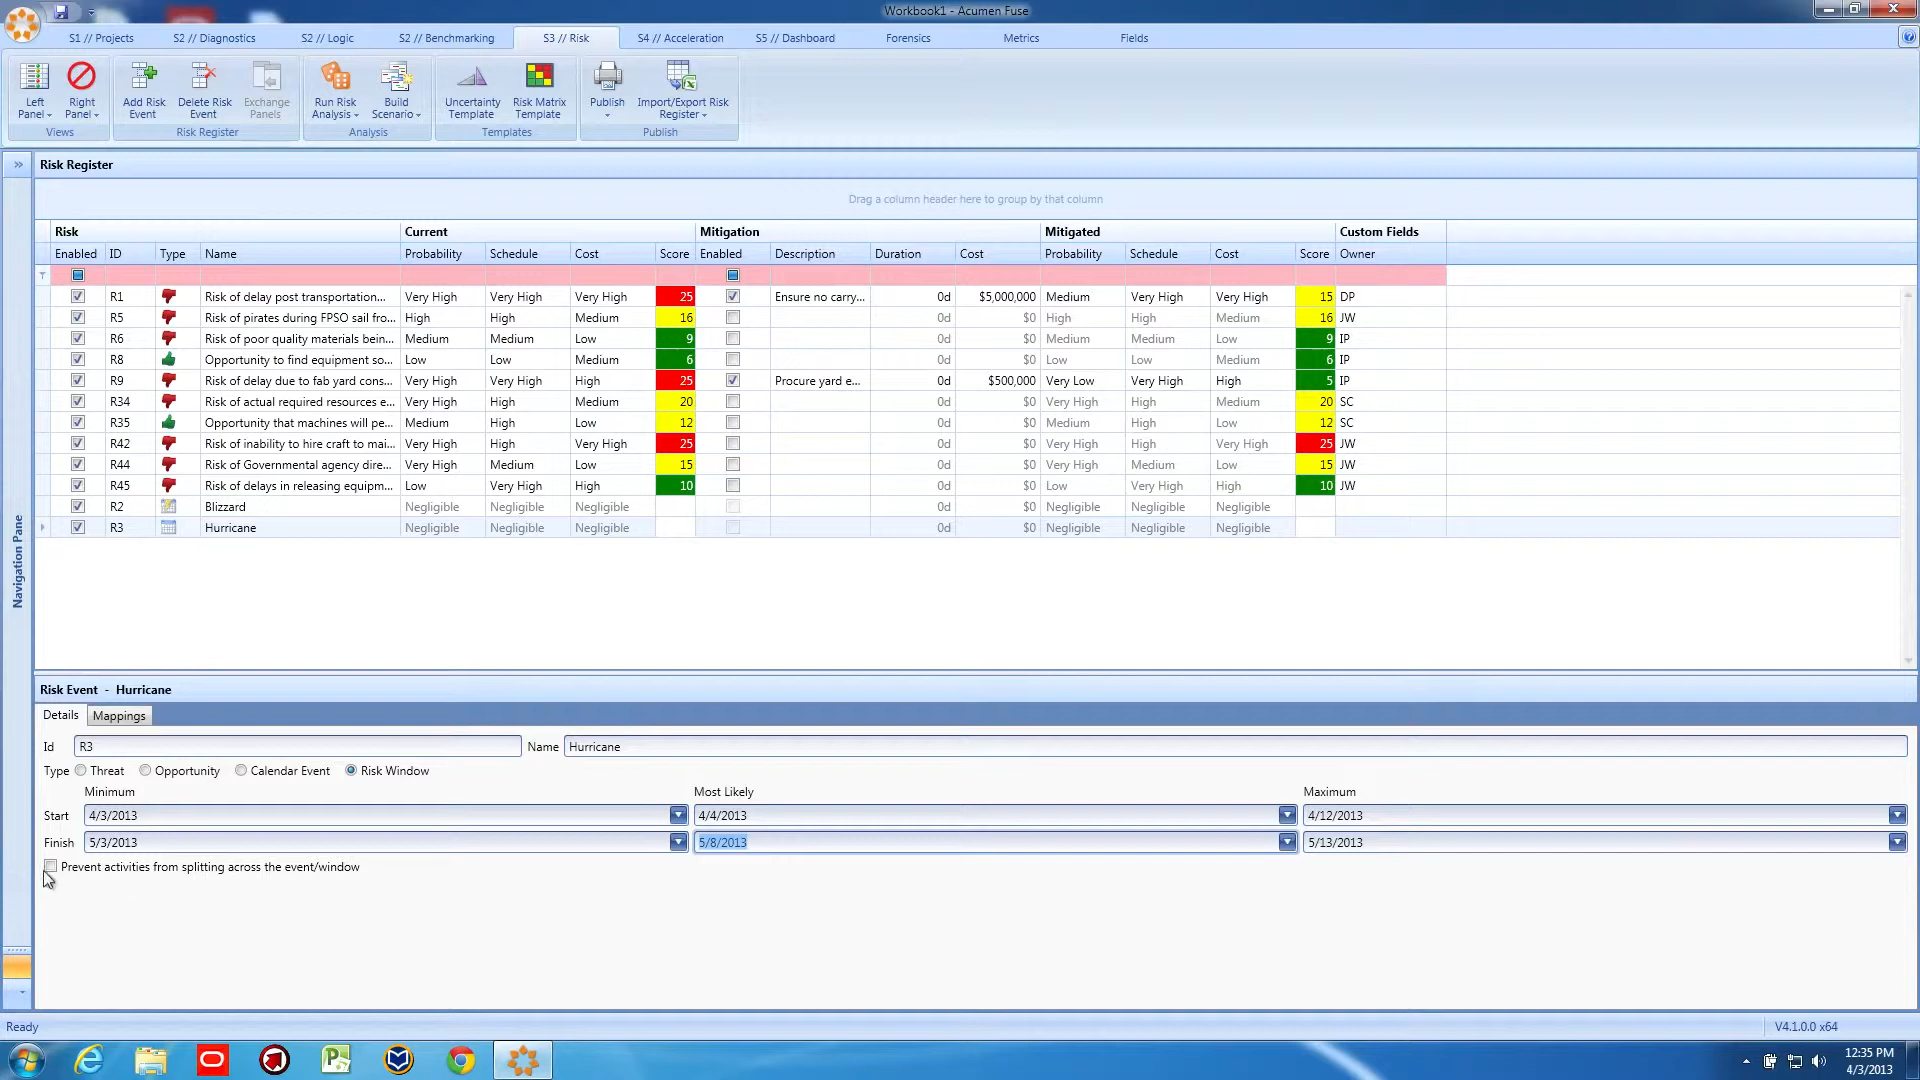 Workbook1 - Acumen Fuse
S1 // Projects S2 // Diagnostics S2 // Logic S2 // Benchmarking S3 // Risk S4 // Acceleration S5 // Dashboard Forensics Metrics Fields
Left Panel Right Panel Add Risk Event Delete Risk Event Exchange Panels Run Risk Analysis Build Scenario Uncertainty Template Risk Matrix Template Publish Import/Export Risk Register
Views Risk Register Analysis Templates Publish
Risk Register
Drag a column header here to group by that column
Risk Current Mitigation Mitigated Custom Fields
Enabled ID Type Name Probability Schedule Cost Score Enabled Description Duration Cost Probability Schedule Cost Score Owner
R1 Risk of delay post transportation... Very High Very High Very High 25 Ensure no carry... 0d $5,000,000 Medium Very High Very High 15 DP
R5 Risk of pirates during FPSO sail fro... High High Medium 16 0d $0 High High Medium 16 JW
R6 Risk of poor quality materials bein... Medium Medium Low 9 0d $0 Medium Medium Low 9 IP
R8 Opportunity to find equipment so... Low Low Medium 6 0d $0 Low Low Medium 6 IP
R9 Risk of delay due to fab yard cons... Very High Very High High 25 Procure yard e... 0d $500,000 Very Low Very High High 5 IP
R34 Risk of actual required resources e... Very High High Medium 20 0d $0 Very High High Medium 20 SC
R35 Opportunity that machines will pe... Medium High Low 12 0d $0 Medium High Low 12 SC
R42 Risk of inability to hire craft to mai... Very High High Very High 25 0d $0 Very High High Very High 25 JW
R44 Risk of Governmental agency dire... Very High Medium Low 15 0d $0 Very High Medium Low 15 JW
R45 Risk of delays in releasing equipm... Low Very High High 10 0d $0 Low Very High High 10 JW
R2 Blizzard Negligible Negligible Negligible 0d $0 Negligible Negligible Negligible
R3 Hurricane Negligible Negligible Negligible 0d $0 Negligible Negligible Negligible
Navigation Pane
Risk Event - Hurricane
Details Mappings
Id R3 Name Hurricane
Type Threat Opportunity Calendar Event Risk Window
Minimum Most Likely Maximum
Start 4/3/2013 4/4/2013 4/12/2013
Finish 5/3/2013 5/8/2013 5/13/2013
Prevent activities from splitting across the event/window
Ready V4.1.0.0 x64
12:35 PM
4/3/2013